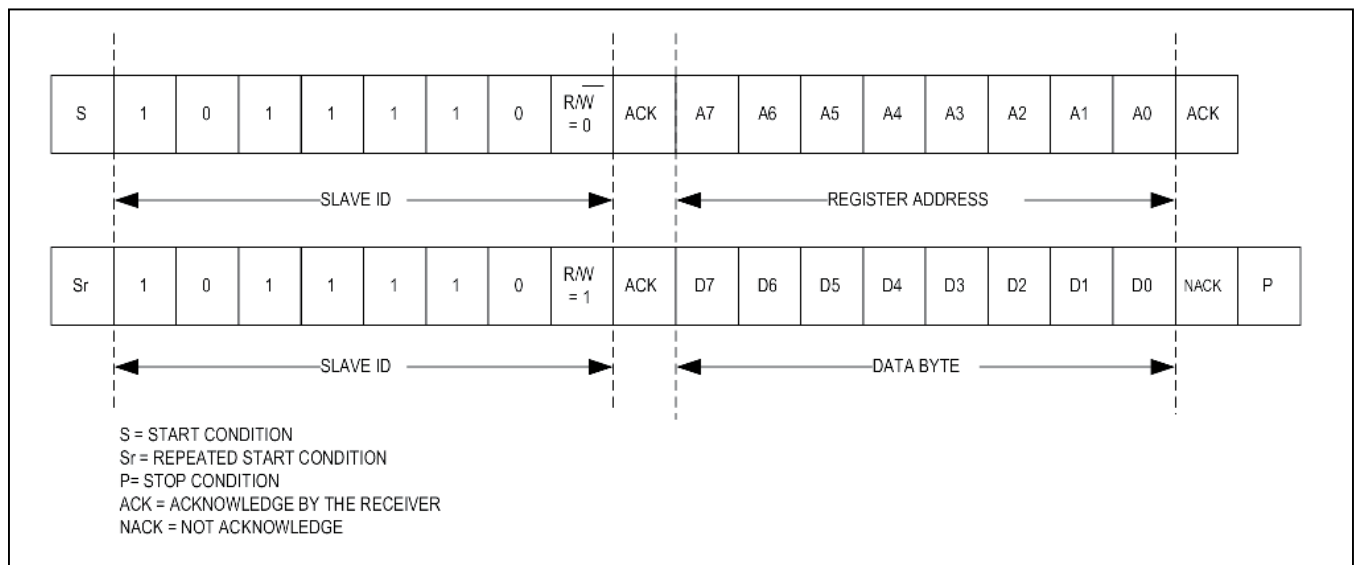 S 1 0 1 1 1 1 0 R/W̅ = 0 ACK A7 A6 A5 A4 A3 A2 A1 A0 ACK
SLAVE ID REGISTER ADDRESS
Sr 1 0 1 1 1 1 0 R/W = 1 ACK D7 D6 D5 D4 D3 D2 D1 D0 NACK P
SLAVE ID DATA BYTE
S = START CONDITION
Sr = REPEATED START CONDITION
P= STOP CONDITION
ACK = ACKNOWLEDGE BY THE RECEIVER
NACK = NOT ACKNOWLEDGE